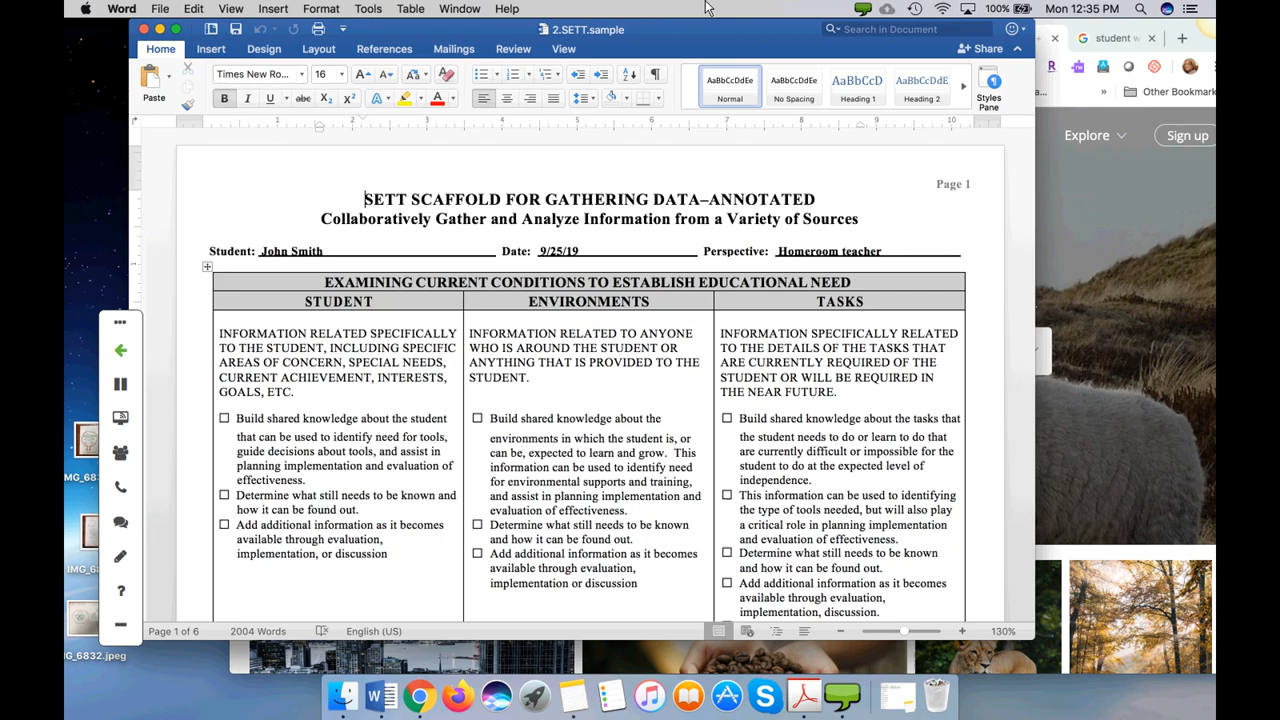 Word File Edit View Insert Format Tools Table Window Help 100% Mon 12:35 PM
2.SETT.sample
Search in Document
student w
Home Insert Design Layout References Mailings Review View Share
Paste
Times New Ro... 16
B I U abc X2 X2 A A
AaBbCcDdEe AaBbCcDdEe AaBbCcD AaBbCcDdE
Normal No Spacing Heading 1 Heading 2 Styles Pane
Other Bookmark
Explore Sign up
1 1 2 3 4 5 6 7 8 9 10
Page 1
SETT SCAFFOLD FOR GATHERING DATA–ANNOTATED
Collaboratively Gather and Analyze Information from a Variety of Sources
Student: John Smith Date: 9/25/19 Perspective: Homeroom teacher
EXAMINING CURRENT CONDITIONS TO ESTABLISH EDUCATIONAL NEED
STUDENT ENVIRONMENTS TASKS
INFORMATION RELATED SPECIFICALLY
TO THE STUDENT, INCLUDING SPECIFIC
AREAS OF CONCERN, SPECIAL NEEDS,
CURRENT ACHIEVEMENT, INTERESTS,
GOALS, ETC.
☐ Build shared knowledge about the student
that can be used to identify need for tools,
guide decisions about tools, and assist in
planning implementation and evaluation of
effectiveness.
☐ Determine what still needs to be known and
how it can be found out.
☐ Add additional information as it becomes
available through evaluation,
implementation, or discussion
INFORMATION RELATED TO ANYONE
WHO IS AROUND THE STUDENT OR
ANYTHING THAT IS PROVIDED TO THE
STUDENT.
☐ Build shared knowledge about the
environments in which the student is, or
can be, expected to learn and grow. This
information can be used to identify need
for environmental supports and training,
and assist in planning implementation and
evaluation of effectiveness.
☐ Determine what still needs to be known
and how it can be found out.
☐ Add additional information as it becomes
available through evaluation,
implementation or discussion
INFORMATION SPECIFICALLY RELATED
TO THE DETAILS OF THE TASKS THAT
ARE CURRENTLY REQUIRED OF THE
STUDENT OR WILL BE REQUIRED IN
THE NEAR FUTURE.
☐ Build shared knowledge about the tasks that
the student needs to do or learn to do that
are currently difficult or impossible for the
student to do at the expected level of
independence.
☐ This information can be used to identifying
the type of tools needed, but will also play
a critical role in planning implementation
and evaluation of effectiveness.
☐ Determine what still needs to be known
and how it can be found out.
☐ Add additional information as it becomes
available through evaluation,
implementation, discussion.
Page 1 of 6 2004 Words English (US) 130%
MG_6832.jpeg